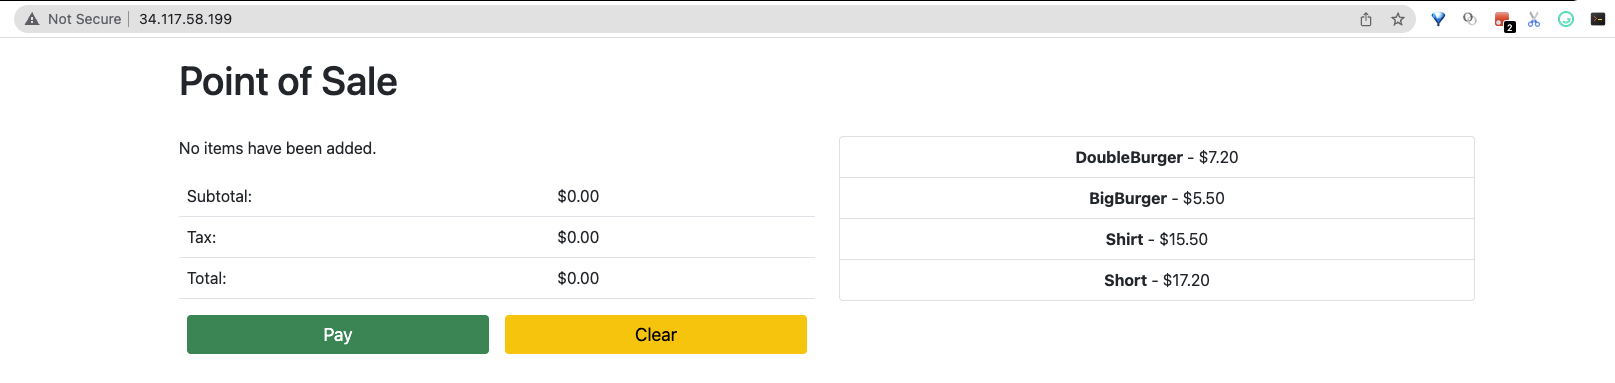 Not Secure | 34.117.58.199
2
Point of Sale
No items have been added.
Subtotal: $0.00
Tax: $0.00
Total: $0.00
Pay Clear
DoubleBurger - $7.20
BigBurger - $5.50
Shirt - $15.50
Short - $17.20